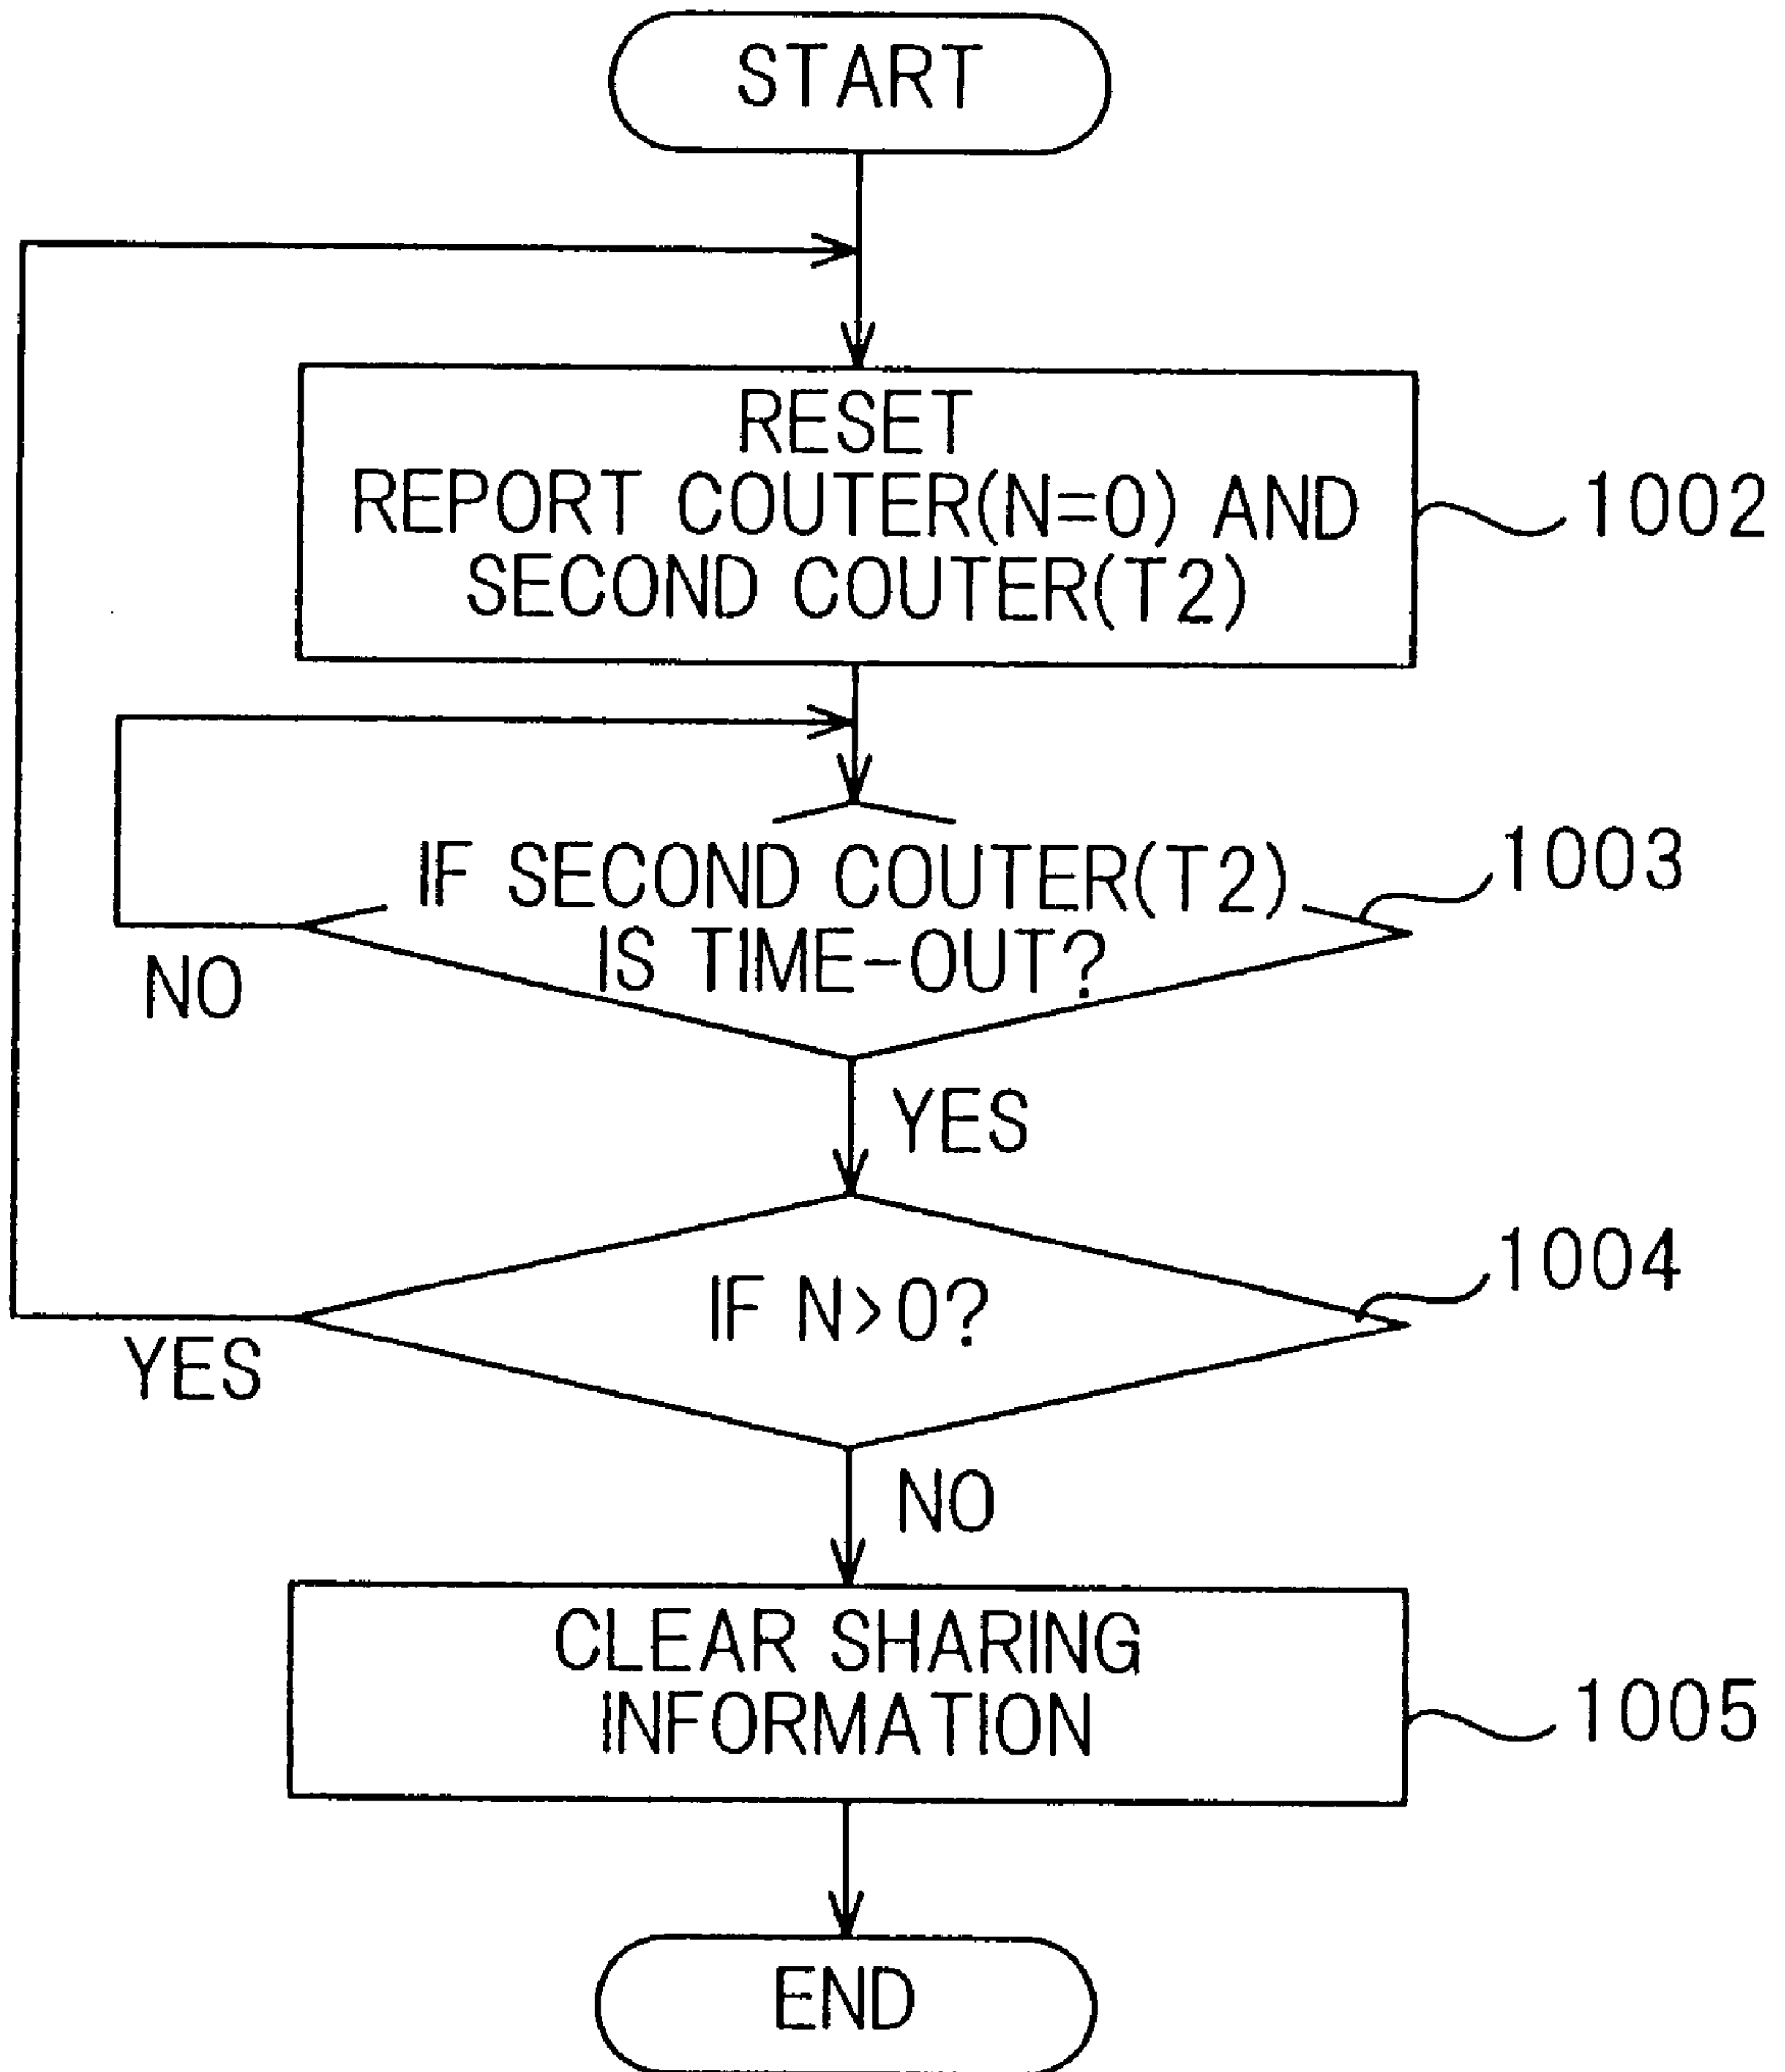 START
RESET
REPORT COUTER(N=0) AND
SECOND COUTER(T2)
1002
IF SECOND COUTER(T2)
IS TIME-OUT?
1003
NO
YES
IF N>0?
1004
YES
NO
CLEAR SHARING
INFORMATION
1005
END